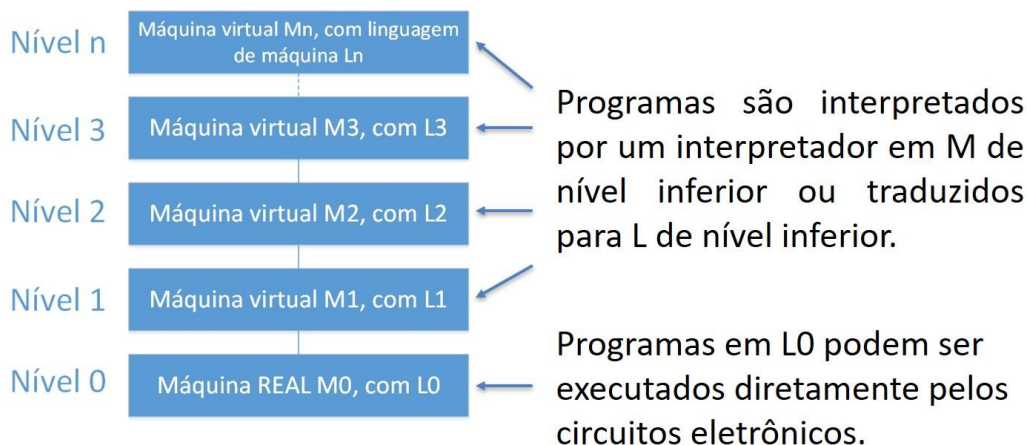 Nível n
Máquina virtual Mn, com linguagem
de máquina Ln
Nível 3
Máquina virtual M3, com L3
Nível 2
Máquina virtual M2, com L2
Nível 1
Máquina virtual M1, com L1
Nível 0
Máquina REAL M0, com L0
Programas são interpretados
por um interpretador em M de
nível inferior ou traduzidos
para L de nível inferior.
Programas em L0 podem ser
executados diretamente pelos
circuitos eletrônicos.